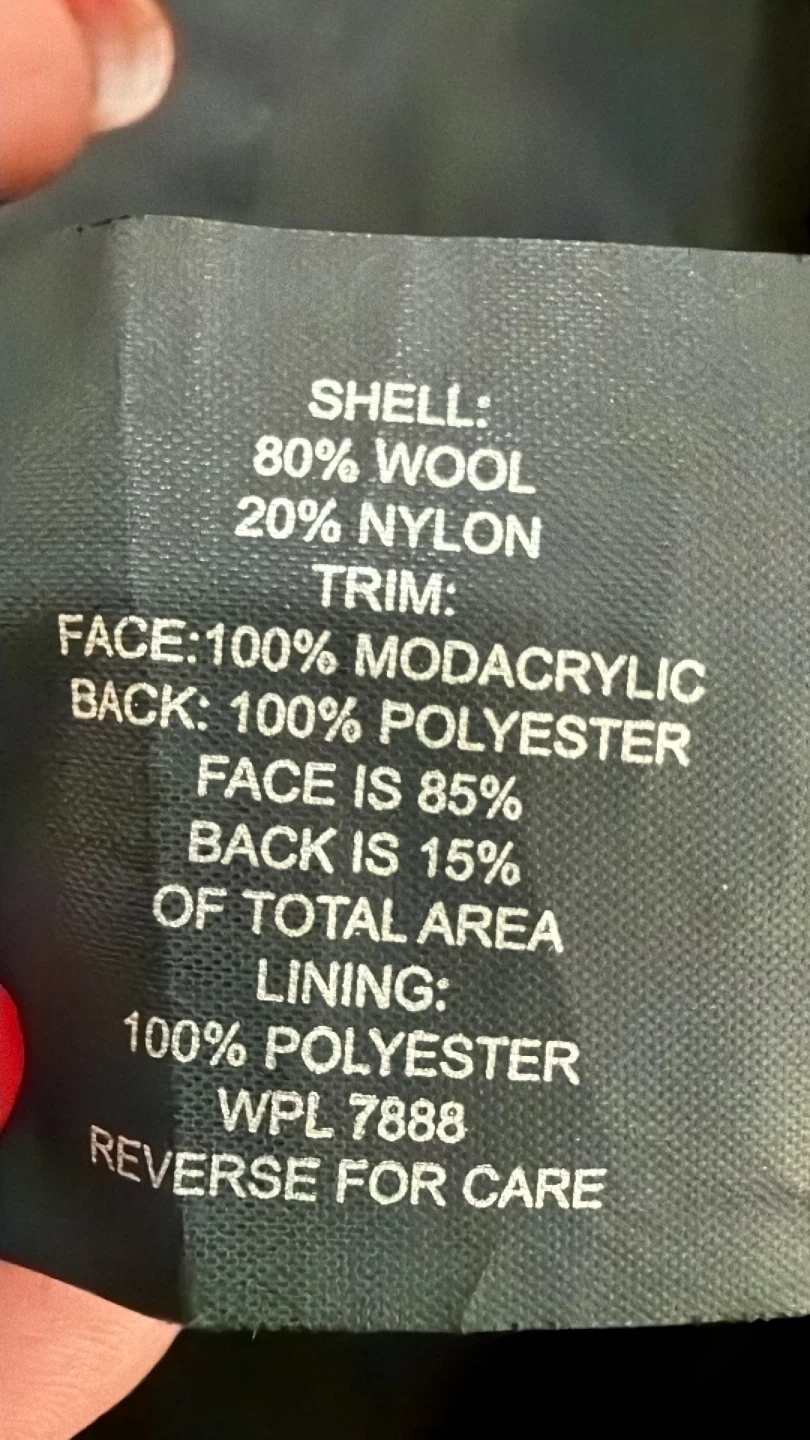 SHELL:
80% WOOL
20% NYLON
TRIM:
FACE:100% MODACRYLIC
BACK: 100% POLYESTER
FACE IS 85%
BACK IS 15%
OF TOTAL AREA
LINING:
100% POLYESTER
WPL 7888
REVERSE FOR CARE